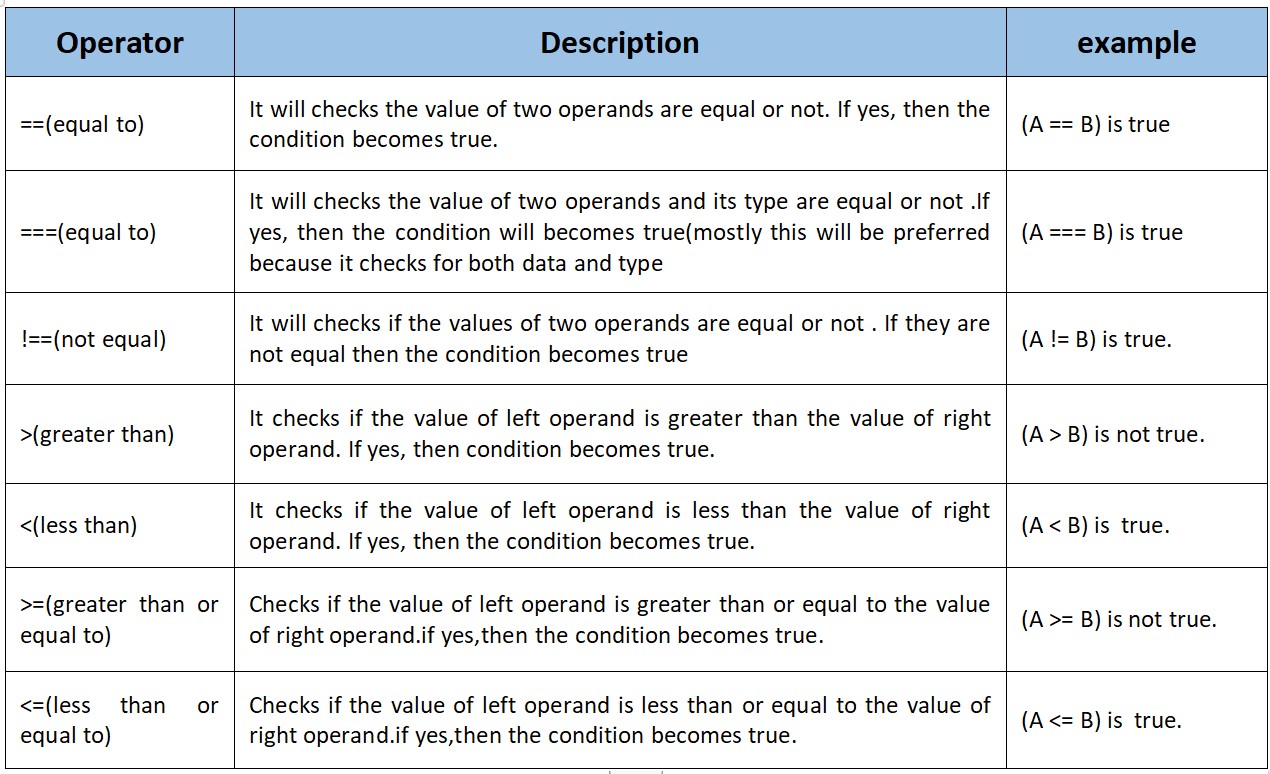 Operator Description example
==(equal to)
It will checks the value of two operands are equal or not. If yes, then the
condition becomes true.
(A == B) is true
===(equal to)
It will checks the value of two operands and its type are equal or not .If
yes, then the condition will becomes true(mostly this will be preferred
because it checks for both data and type
(A === B) is true
!==(not equal)
It will checks if the values of two operands are equal or not . If they are
not equal then the condition becomes true
(A != B) is true.
>(greater than)
It checks if the value of left operand is greater than the value of right
operand. If yes, then condition becomes true.
(A > B) is not true.
<(less than)
It checks if the value of left operand is less than the value of right
operand. If yes, then the condition becomes true.
(A < B) is  true.
>=(greater than or
equal to)
Checks if the value of left operand is greater than or equal to the value
of right operand.if yes,then the condition becomes true.
(A >= B) is not true.
<=(less than or
equal to)
Checks if the value of left operand is less than or equal to the value of
right operand.if yes,then the condition becomes true.
(A <= B) is  true.